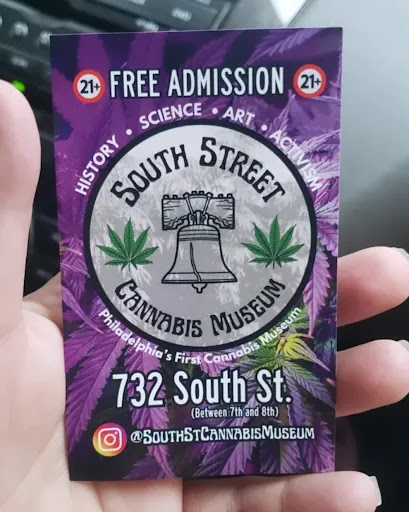 21+ FREE ADMISSION 21+
HISTORY • SCIENCE • ART • ACTIVISM
SOUTH STREET
CANNABIS MUSEUM
Philadelphia's First Cannabis Museum
732 South St.
(Between 7th and 8th)
@SOUTHSTCANNABISMUSEUM